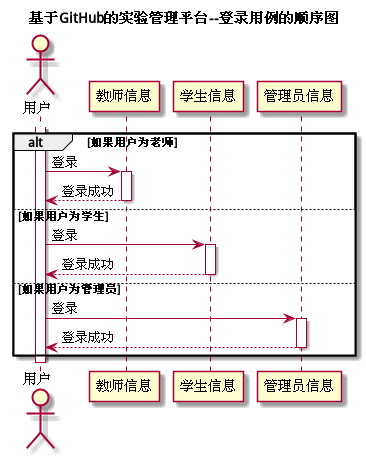 基于GitHub的实验管理平台--登录用例的顺序图
用户
教师信息 学生信息 管理员信息
alt [如果用户为老师]
登录
登录成功
[如果用户为学生]
登录
登录成功
[如果用户为管理员]
登录
登录成功
用户
教师信息 学生信息 管理员信息